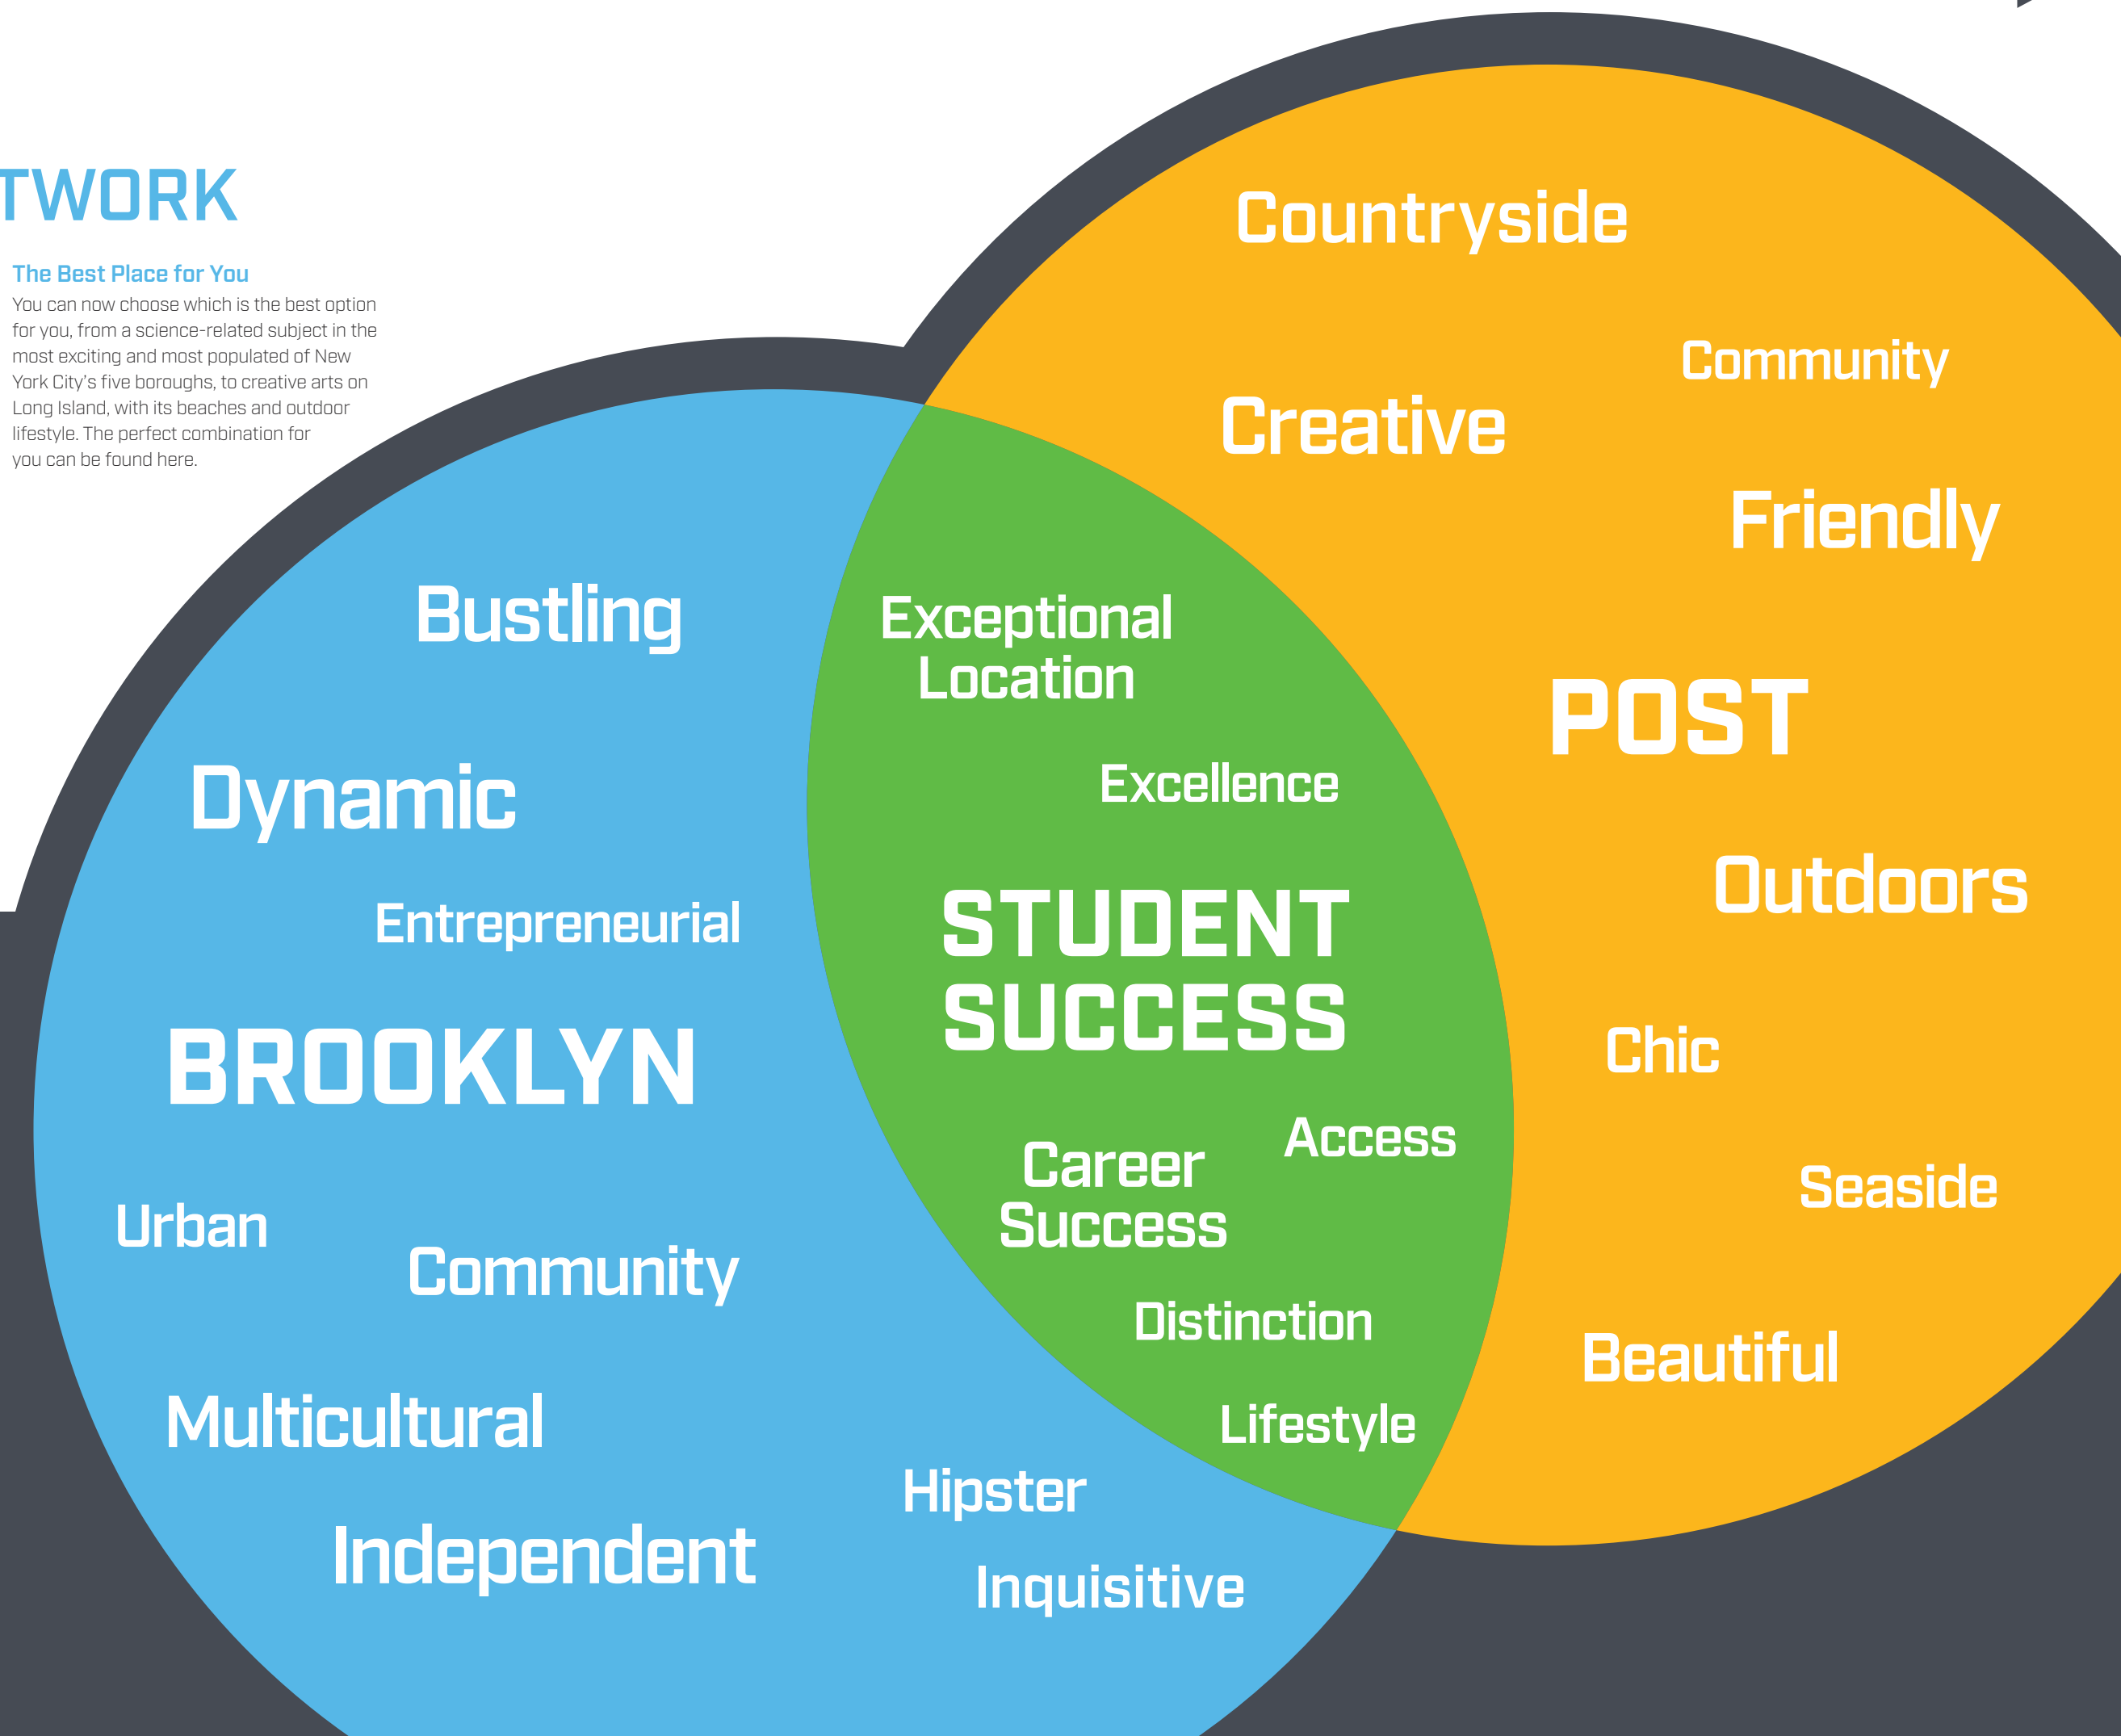 TWORK
The Best Place for You
You can now choose which is the best option
for you, from a science-related subject in the
most exciting and most populated of New
York City's five boroughs, to creative arts on
Long Island, with its beaches and outdoor
lifestyle. The perfect combination for
you can be found here.
Countryside
Community
Creative
Friendly
POST
Outdoors
Chic
Seaside
Beautiful
Exceptional
Location
Excellence
STUDENT
SUCCESS
Access
Career
Success
Distinction
Lifestyle
Bustling
Dynamic
Entrepreneurial
BROOKLYN
Urban
Community
Multicultural
Hipster
Independent
Inquisitive